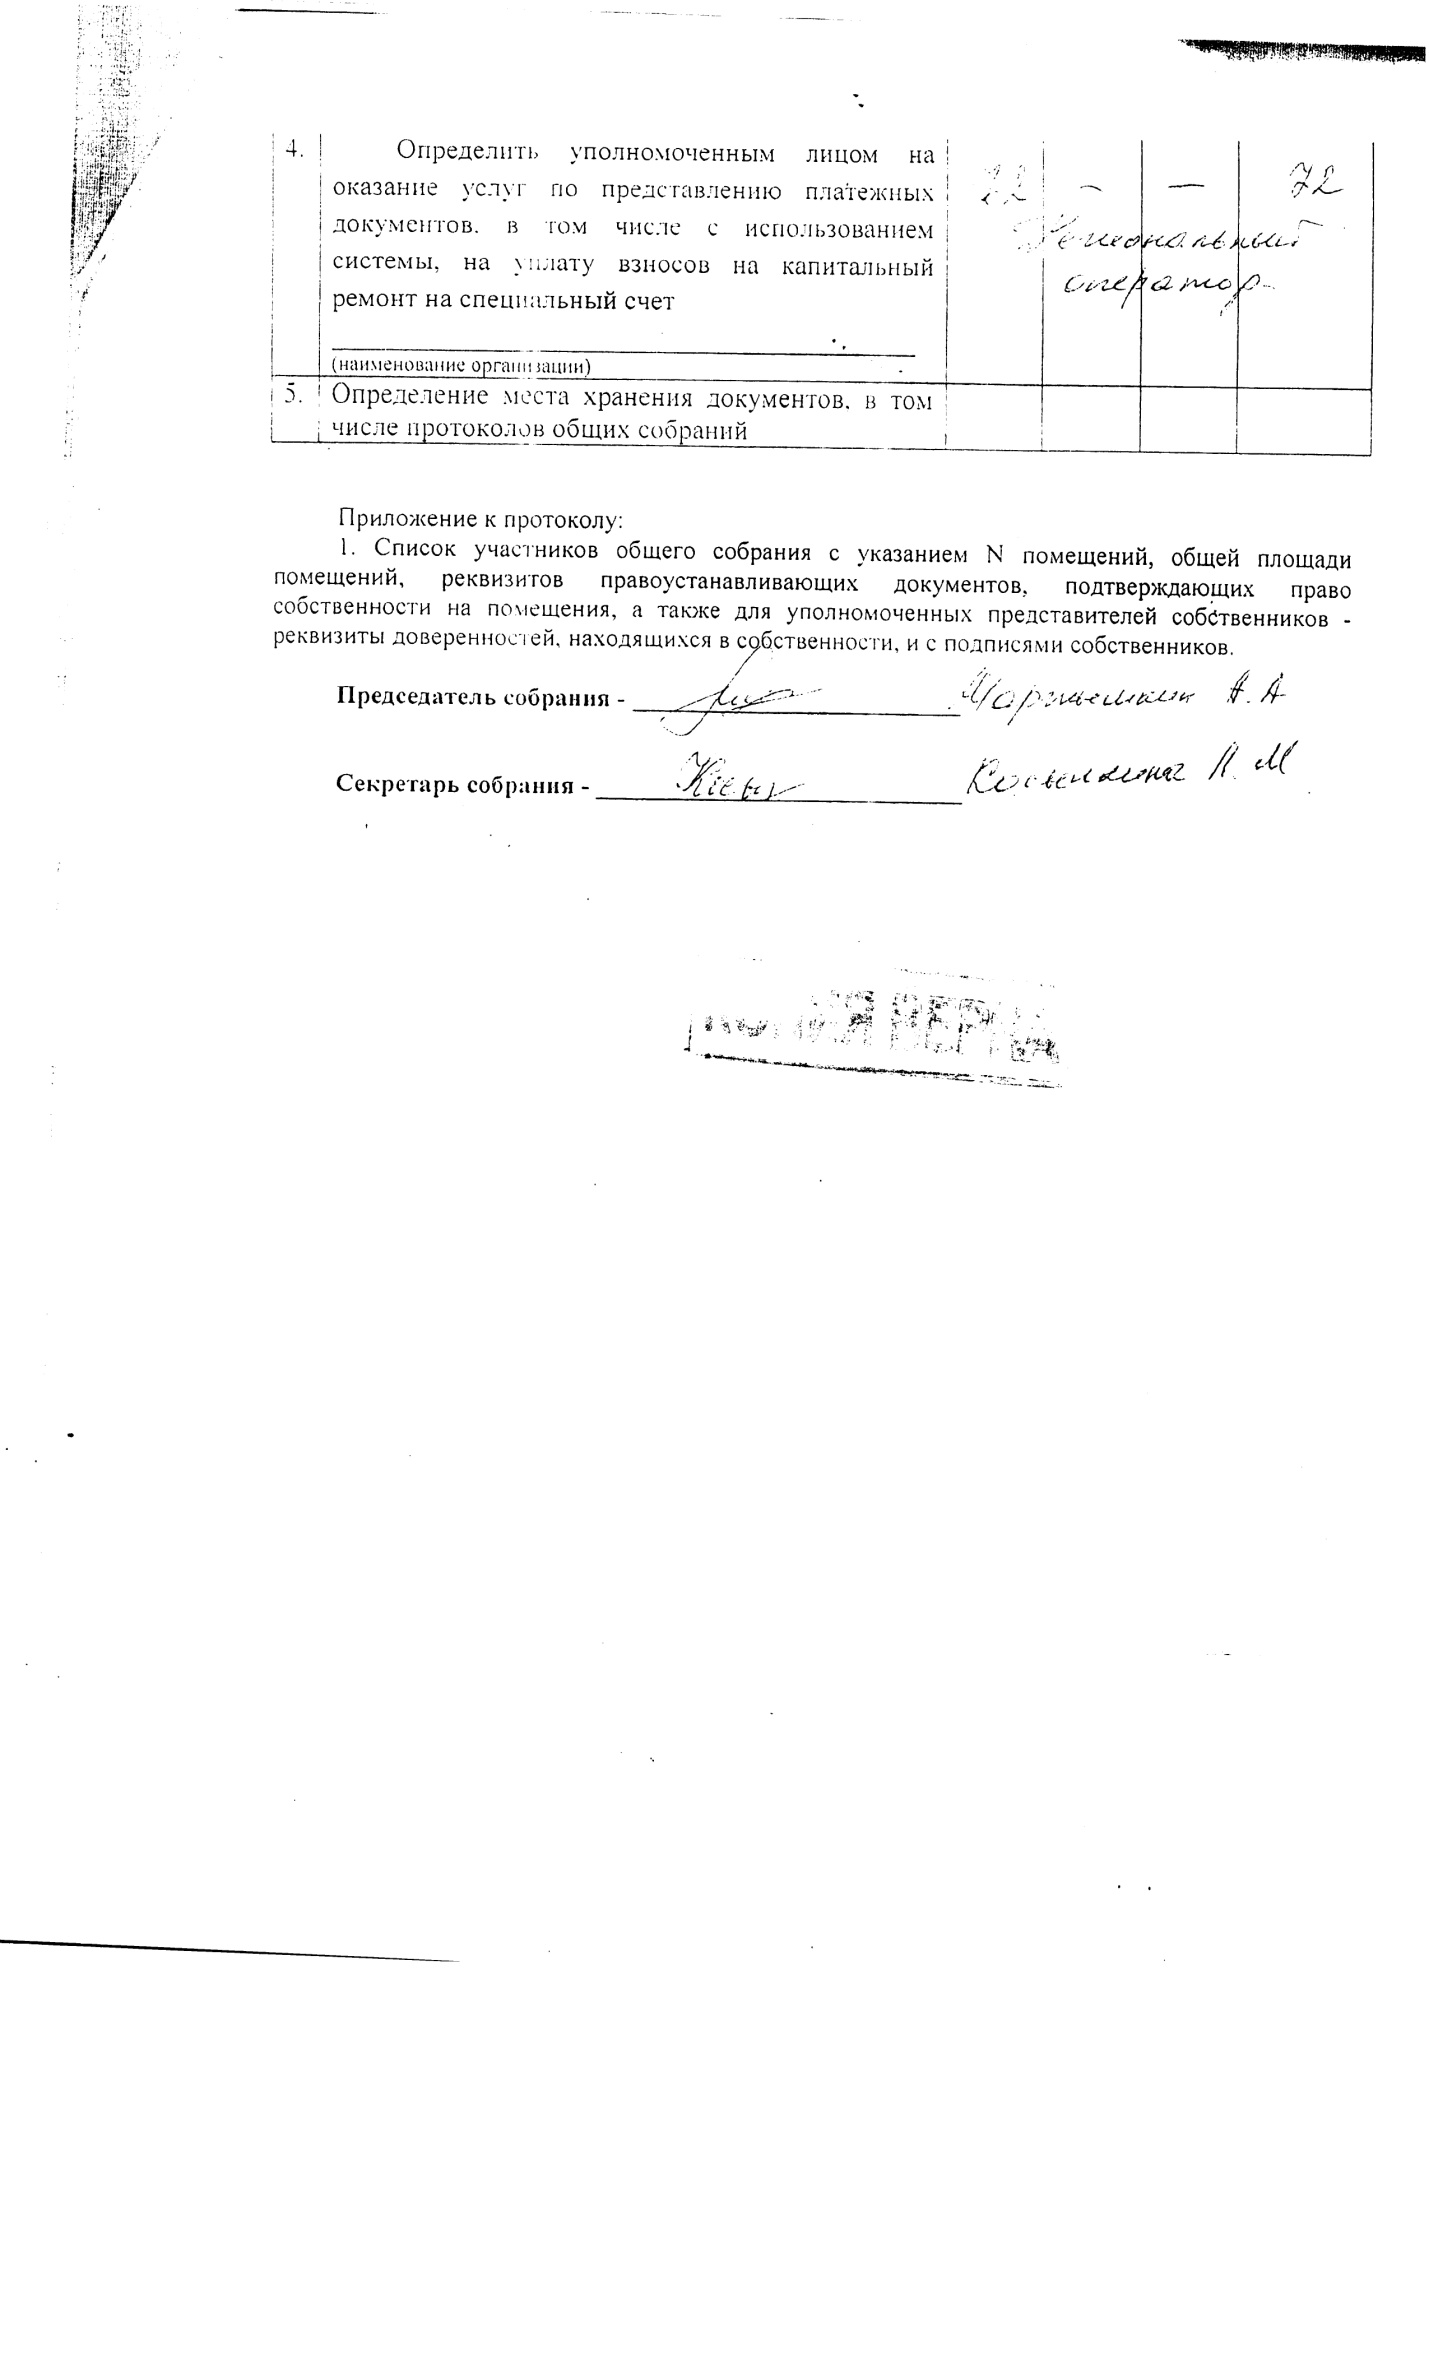 4. Определить уполномоченным лицом на
оказание услуг по представлению платежных 72 – – 72
документов, в том числе с использованием Региональный
системы, на уплату взносов на капитальный оператор
ремонт на специальный счет
(наименование организации)
5. Определение места хранения документов, в том
числе протоколов общих собраний
Приложение к протоколу:
1. Список участников общего собрания с указанием N помещений, общей площади
помещений, реквизитов правоустанавливающих документов, подтверждающих право
собственности на помещения, а также для уполномоченных представителей собственников -
реквизиты доверенностей, находящихся в собственности, и с подписями собственников.
Председатель собрания - А. А
Секретарь собрания - М